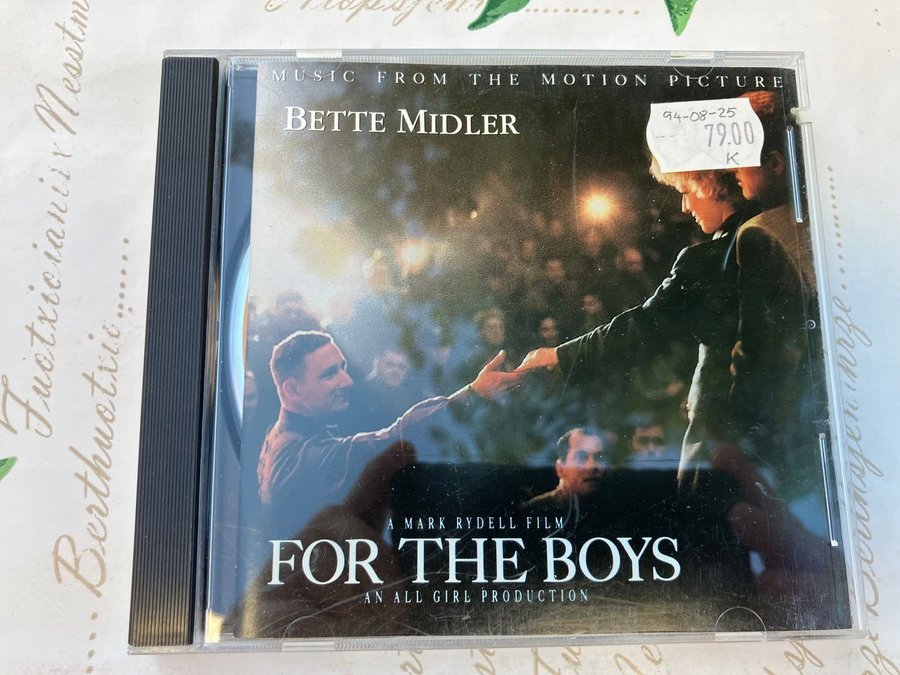 MUSIC FROM THE MOTION PICTURE
BETTE MIDLER
94-08-25
79.00
K
A MARK RYDELL FILM
FOR THE BOYS
AN ALL GIRL PRODUCTION